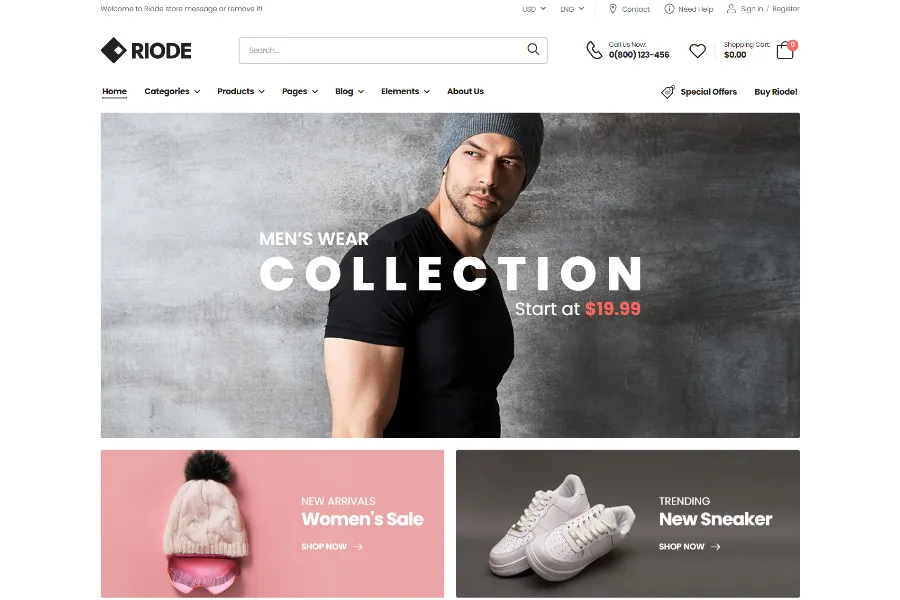 Welcome to Riode store message or remove it!
USD
ENG
Contact
Need Help
Sign in / Register
RIODE
Search...
Call Us Now:
0(800) 123-456
Shopping Cart:
$0.00
0
Home
Categories
Products
Pages
Blog
Elements
About Us
Special Offers
Buy Riode!
MEN'S WEAR
COLLECTION
Start at $19.99
NEW ARRIVALS
Women's Sale
SHOP NOW
TRENDING
New Sneaker
SHOP NOW